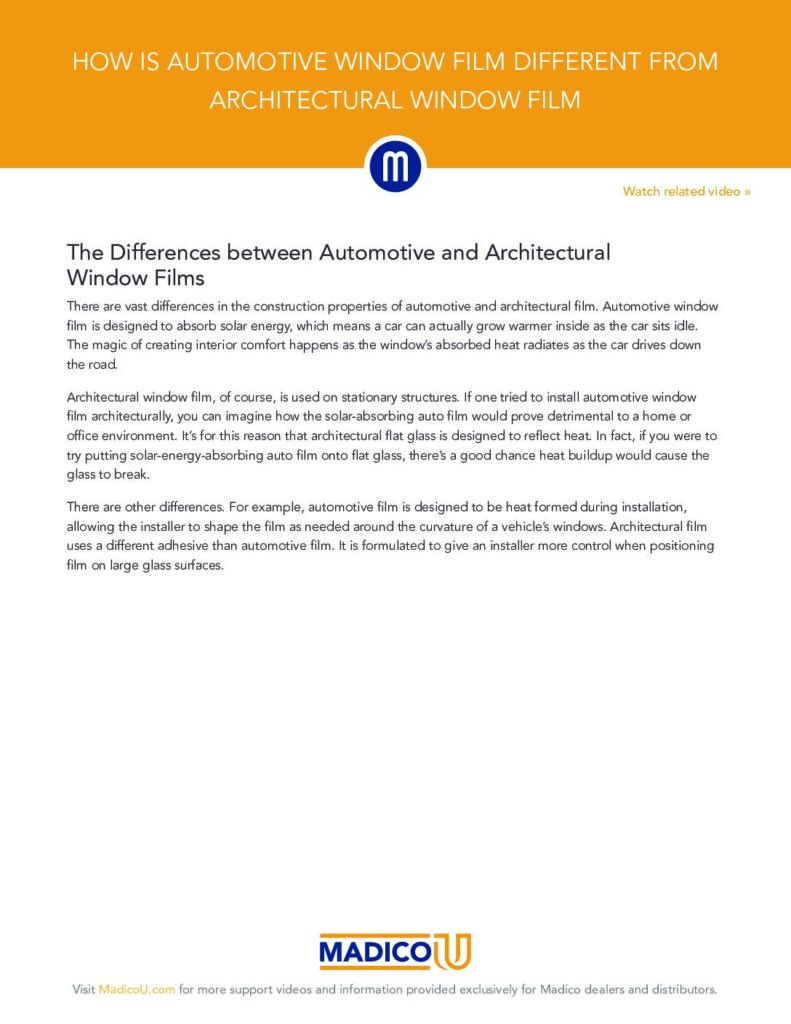 HOW IS AUTOMOTIVE WINDOW FILM DIFFERENT FROM
ARCHITECTURAL WINDOW FILM
m
Watch related video »
The Differences between Automotive and Architectural
Window Films
There are vast differences in the construction properties of automotive and architectural film. Automotive window
film is designed to absorb solar energy, which means a car can actually grow warmer inside as the car sits idle.
The magic of creating interior comfort happens as the window's absorbed heat radiates as the car drives down
the road.
Architectural window film, of course, is used on stationary structures. If one tried to install automotive window
film architecturally, you can imagine how the solar-absorbing auto film would prove detrimental to a home or
office environment. It's for this reason that architectural flat glass is designed to reflect heat. In fact, if you were to
try putting solar-energy-absorbing auto film onto flat glass, there's a good chance heat buildup would cause the
glass to break.
There are other differences. For example, automotive film is designed to be heat formed during installation,
allowing the installer to shape the film as needed around the curvature of a vehicle's windows. Architectural film
uses a different adhesive than automotive film. It is formulated to give an installer more control when positioning
film on large glass surfaces.
MADICO U
Visit MadicoU.com for more support videos and information provided exclusively for Madico dealers and distributors.